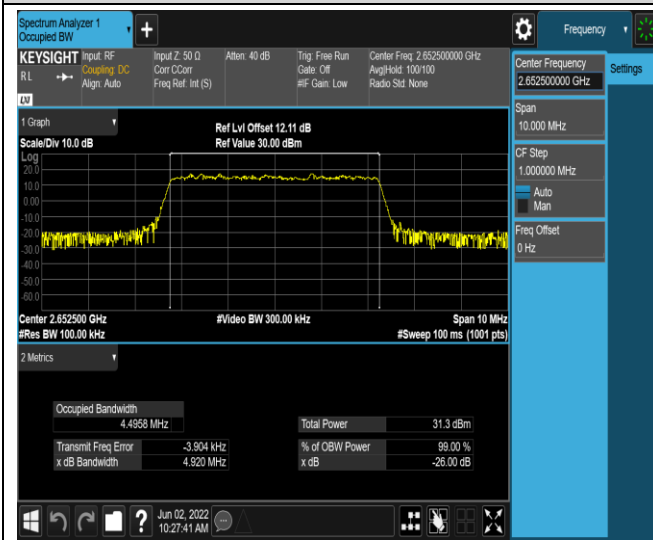 Spectrum Analyzer 1
Occupied BW
+
Frequency
KEYSIGHT
Input: RF
Coupling: DC
Align: Auto
Input Z: 50 Ω
Corr CCorr
Freq Ref: Int (S)
Atten: 40 dB
Trig: Free Run
Gate: Off
#IF Gain: Low
Center Freq: 2.652500000 GHz
Avg|Hold: 100/100
Radio Std: None
R L
LXI
Center Frequency
2.652500000 GHz
Settings
Span
10.000 MHz
CF Step
1.000000 MHz
Auto
Man
Freq Offset
0 Hz
1 Graph
Scale/Div 10.0 dB
Ref Lvl Offset 12.11 dB
Ref Value 30.00 dBm
Log
20.0
10.0
0.00
-10.0
-20.0
-30.0
-50.0
-60.0
Center 2.652500 GHz
#Res BW 100.00 kHz
#Video BW 300.00 kHz
Span 10 MHz
#Sweep 100 ms (1001 pts)
2 Metrics
Occupied Bandwidth
4.4958 MHz
Total Power 31.3 dBm
Transmit Freq Error -3.904 kHz
% of OBW Power 99.00 %
x dB Bandwidth 4.920 MHz
x dB -26.00 dB
?
Jun 02, 2022
10:27:41 AM